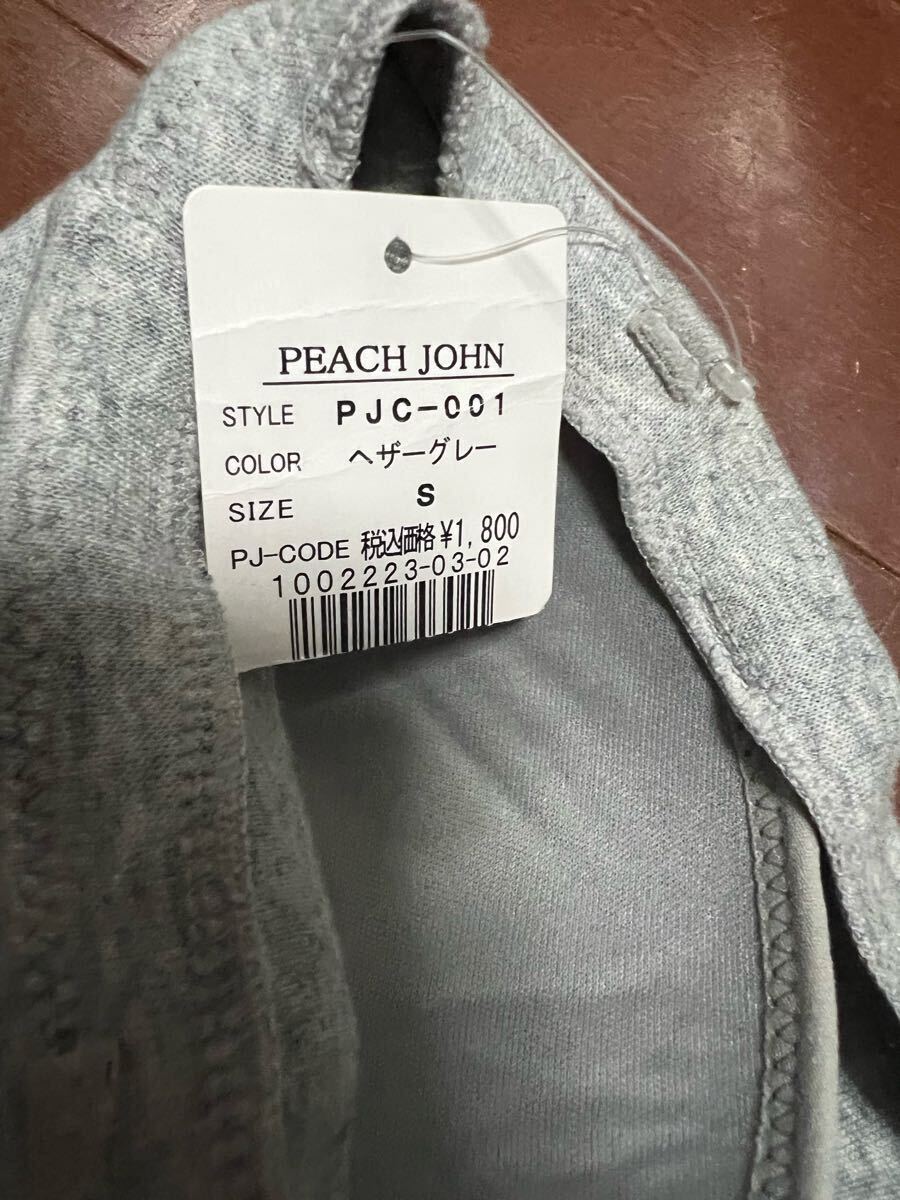 PEACH JOHN
STYLE PJC-001
COLOR ヘザーグレー
SIZE S
PJ-CODE 税込価格 ¥1,800
1002223-03-02